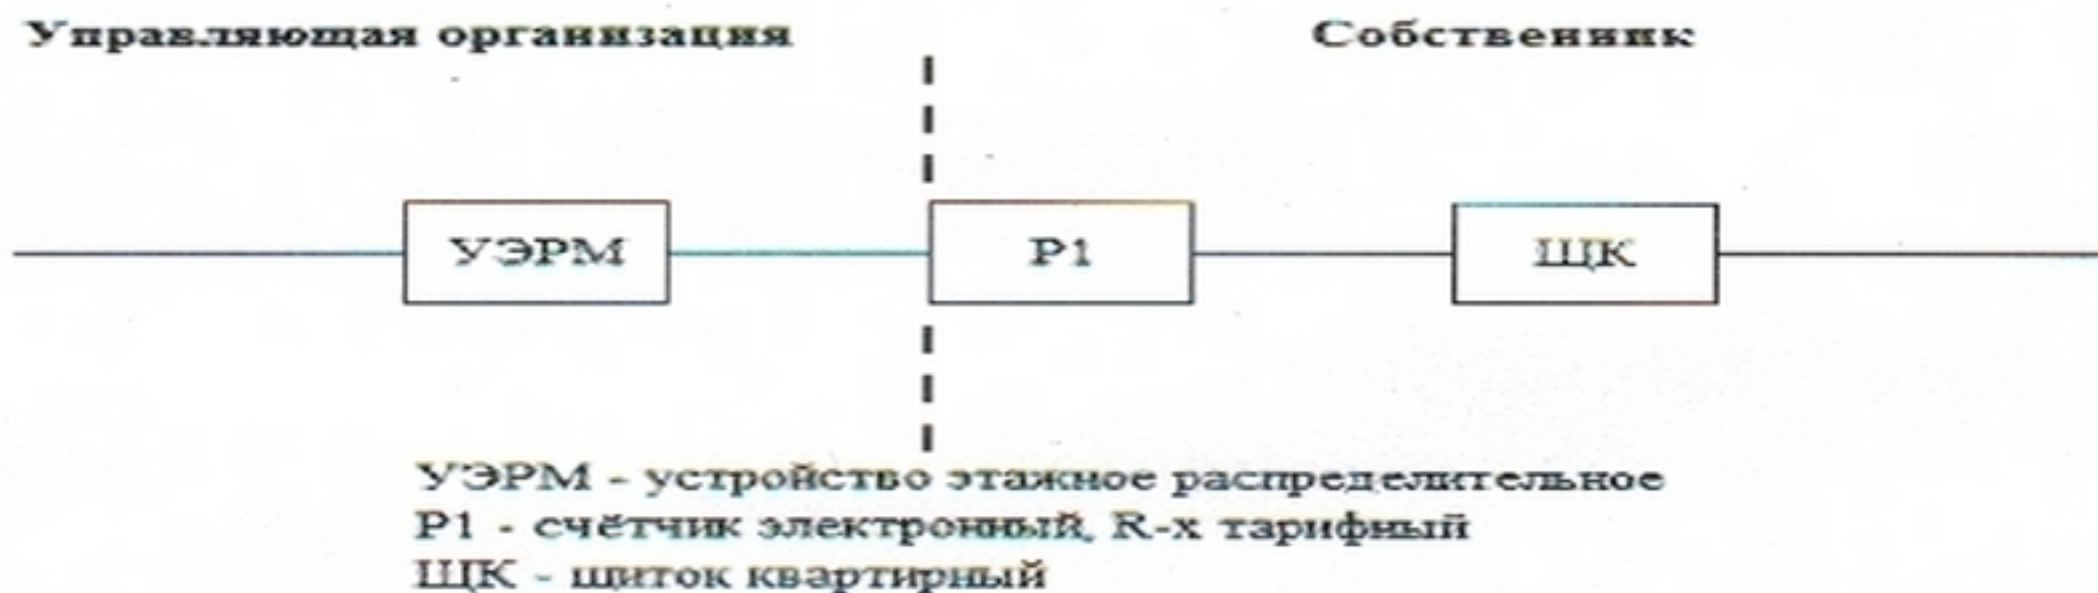 Управляющая организация
Собственник
УЭРМ
Р1
ЩК
УЭРМ - устройство этажное распределительное
Р1 - счётчик электронный, R-х тарифный
ЩК - щиток квартирный